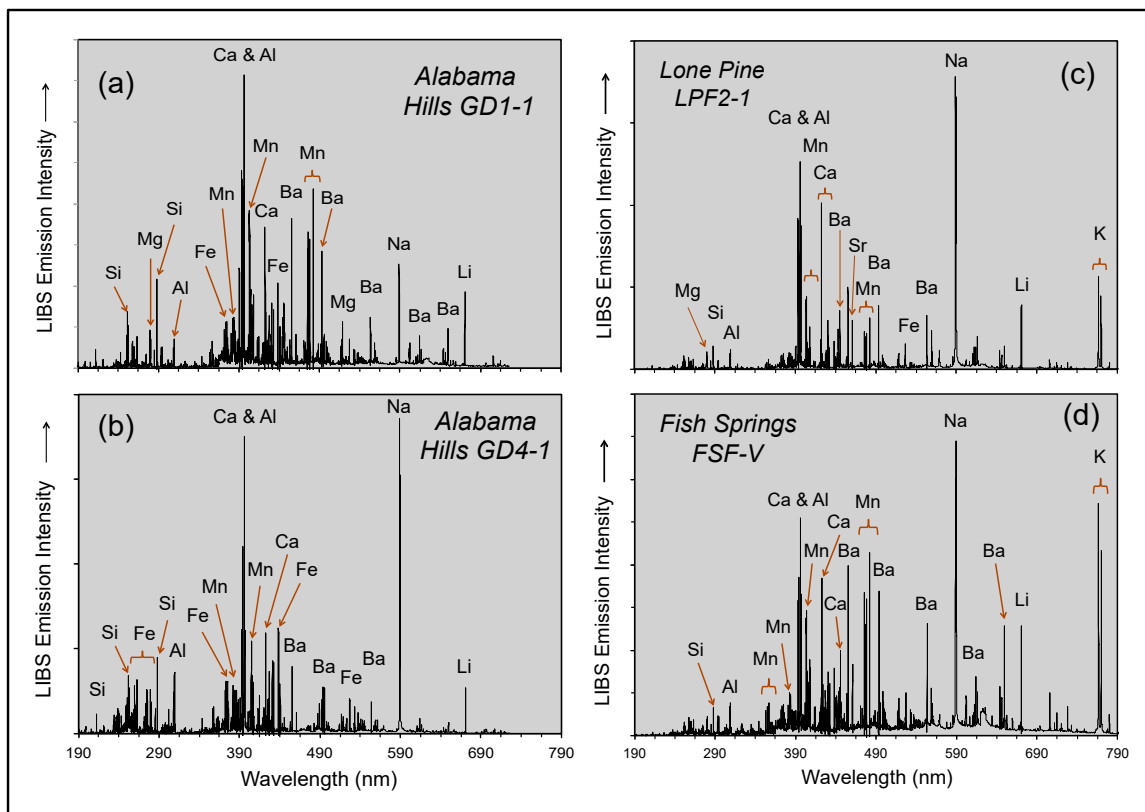 (a)
Alabama
Hills GD1-1
Ca & Al
Mn
Mn
Mn
Ba
Ba
Si
Ca
Mg
Fe
Na
Fe
Si
Li
Al
Mg
Ba
Ba
Ba
LIBS Emission Intensity
(b)
Alabama
Hills GD4-1
Ca & Al
Na
Ca
Mn
Fe
Mn
Si
Fe
Fe
Si
Al
Ba
Ba
Ba
Fe
Li
Si
LIBS Emission Intensity
190 290 390 490 590 690 790
Wavelength (nm)
(c)
Lone Pine
LPF2-1
Na
Ca & Al
Mn
Ca
Ba
Sr
Ba
K
Mg
Si
Al
Mn
Fe
Ba
Li
LIBS Emission Intensity
(d)
Fish Springs
FSF-V
Na
K
Ca & Al
Mn
Ca
Mn
Ba
Ba
Ba
Ca
Mn
Ba
Li
Si
Al
Mn
Ba
LIBS Emission Intensity
190 290 390 490 590 690 790
Wavelength (nm)